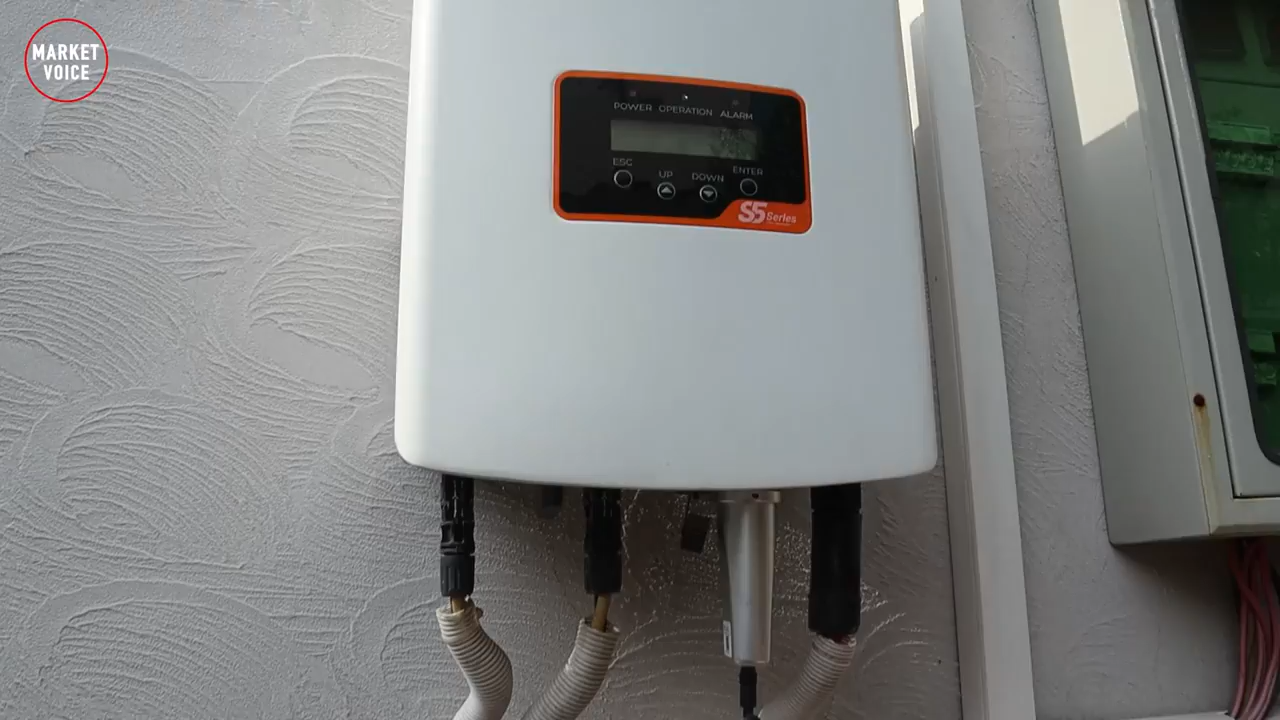 MARKET
VOICE
POWER OPERATION ALARM
ESC
UP
DOWN
ENTER
S5 Series